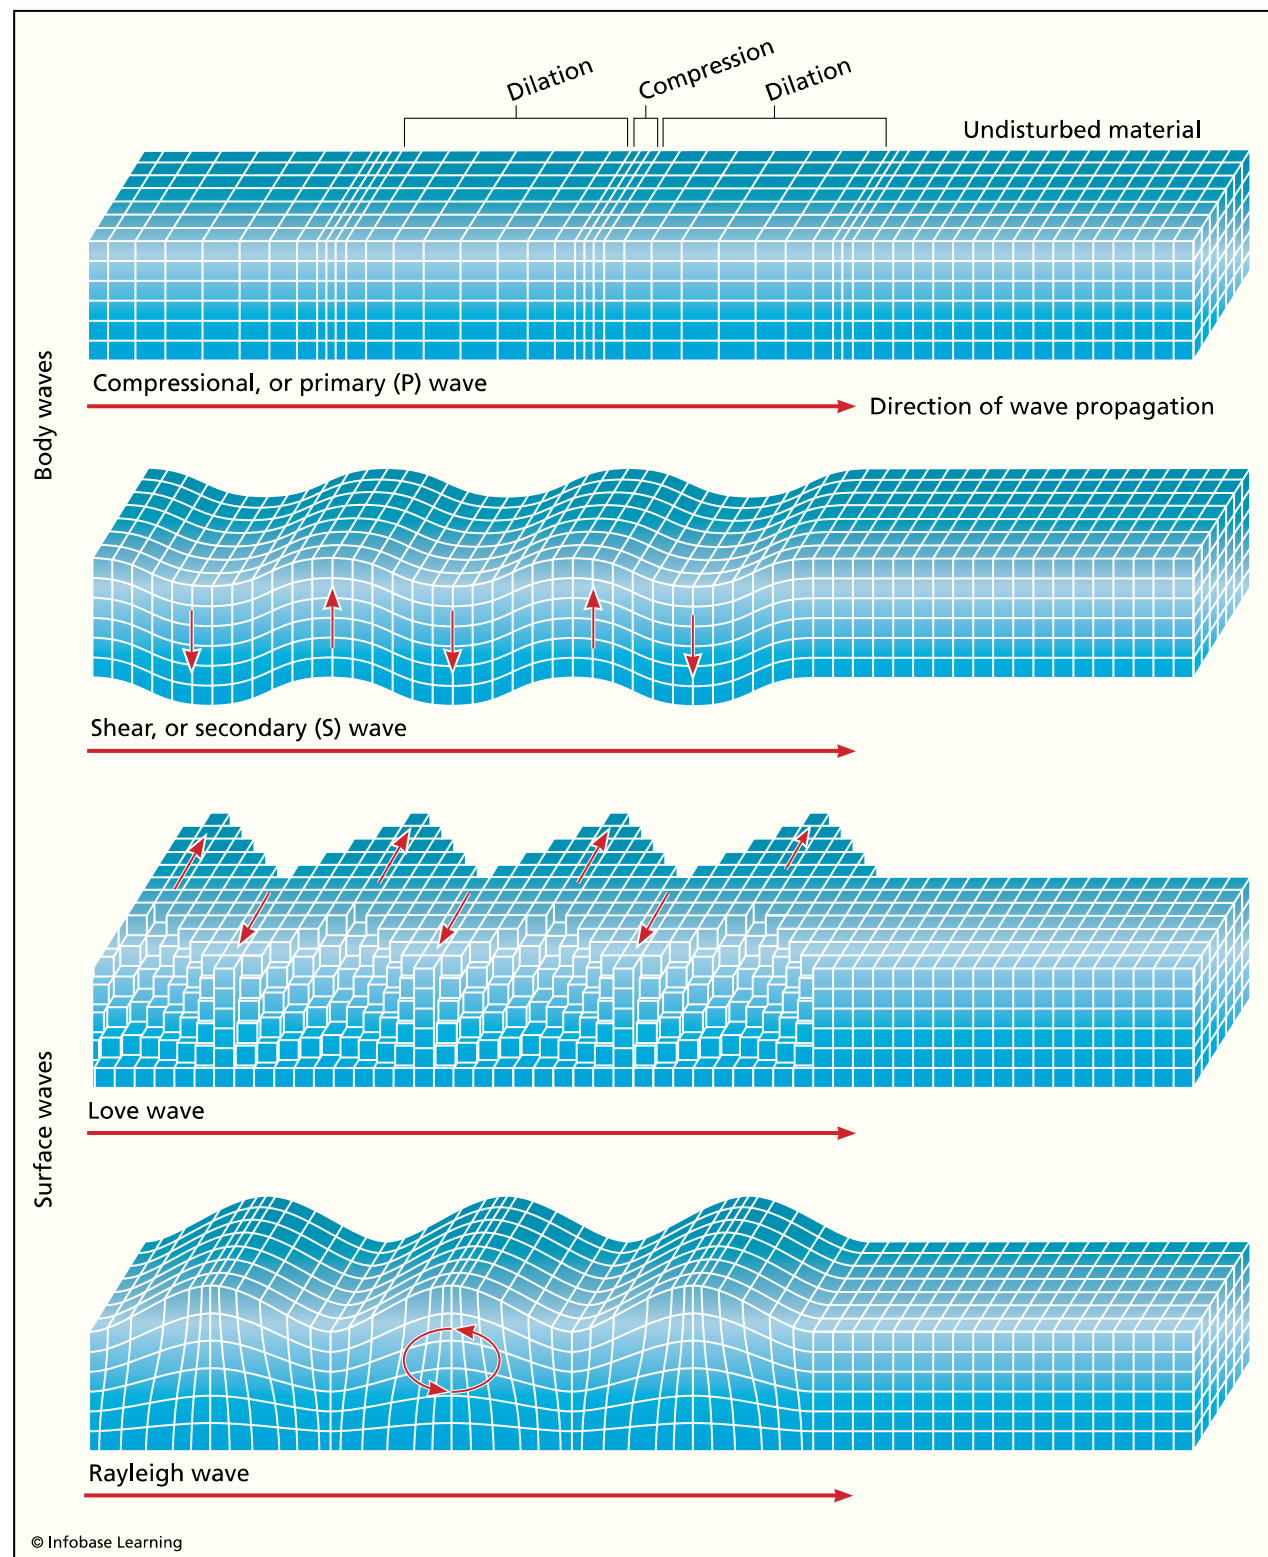 Dilation
Compression
Dilation
Undisturbed material
Body waves
Compressional, or primary (P) wave
Direction of wave propagation
Shear, or secondary (S) wave
Surface waves
Love wave
Rayleigh wave
© Infobase Learning